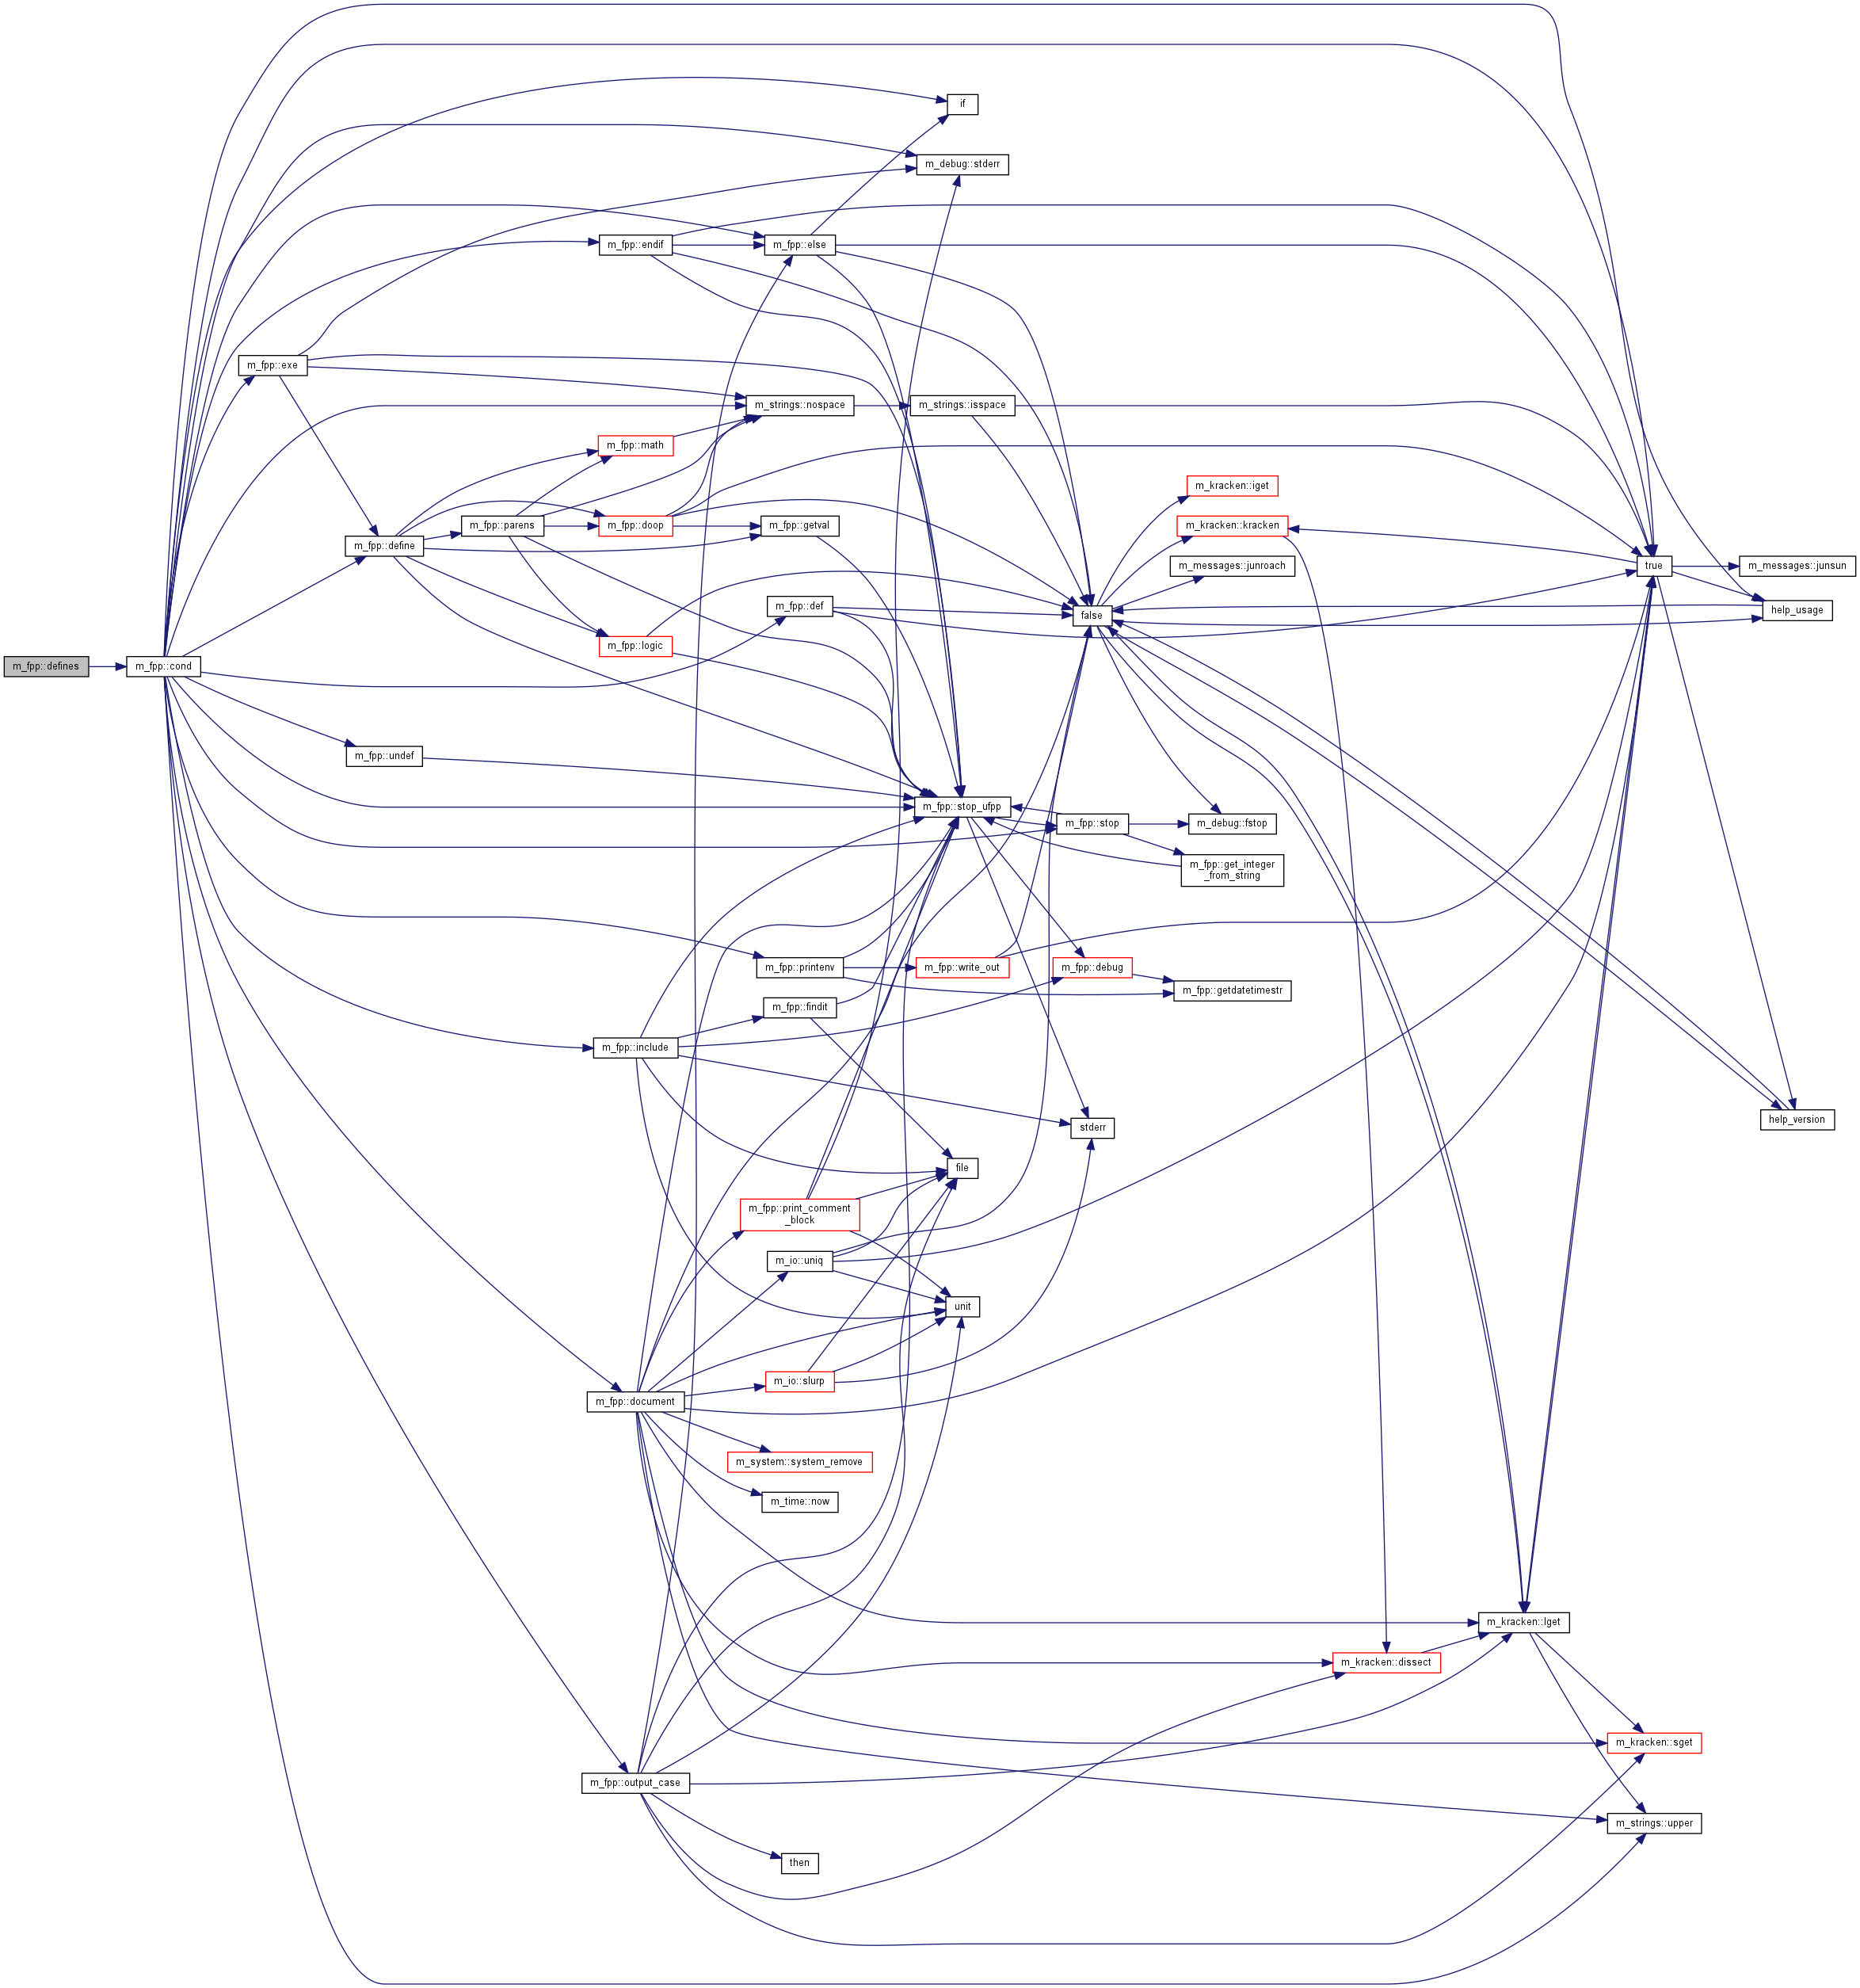 if
m_debug::stderr
m_fpp::endif
m_fpp::else
m_fpp::exe
m_strings::nospace
m_strings::isspace
m_fpp::math
m_kracken::iget
m_fpp::parens
m_fpp::doop
m_fpp::getval
m_kracken::kracken
m_fpp::define
m_messages::junroach
true
m_messages::junsun
m_fpp::def
false
help_usage
m_fpp::logic
m_fpp::defines
m_fpp::cond
m_fpp::undef
m_fpp::stop_ufpp
m_fpp::stop
m_debug::fstop
m_fpp::get_integer
_from_string
m_fpp::printenv
m_fpp::write_out
m_fpp::debug
m_fpp::getdatetimestr
m_fpp::findit
m_fpp::include
stderr
help_version
file
m_fpp::print_comment
_block
m_io::uniq
unit
m_io::slurp
m_fpp::document
m_system::system_remove
m_time::now
m_kracken::lget
m_kracken::dissect
m_kracken::sget
m_fpp::output_case
m_strings::upper
then